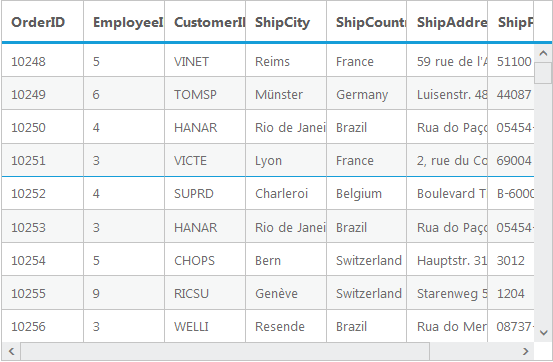 OrderID EmployeeI CustomerII ShipCity ShipCount ShipAddre ShipP
10248 5 VINET Reims France 59 rue de l'A 51100
10249 6 TOMSP Münster Germany Luisenstr. 48 44087
10250 4 HANAR Rio de Janei Brazil Rua do Paço 05454-
10251 3 VICTE Lyon France 2, rue du Co 69004
10252 4 SUPRD Charleroi Belgium Boulevard T B-6000
10253 3 HANAR Rio de Janei Brazil Rua do Paço 05454-
10254 5 CHOPS Bern Switzerland Hauptstr. 31 3012
10255 9 RICSU Genève Switzerland Starenweg 5 1204
10256 3 WELLI Resende Brazil Rua do Mer 08737-